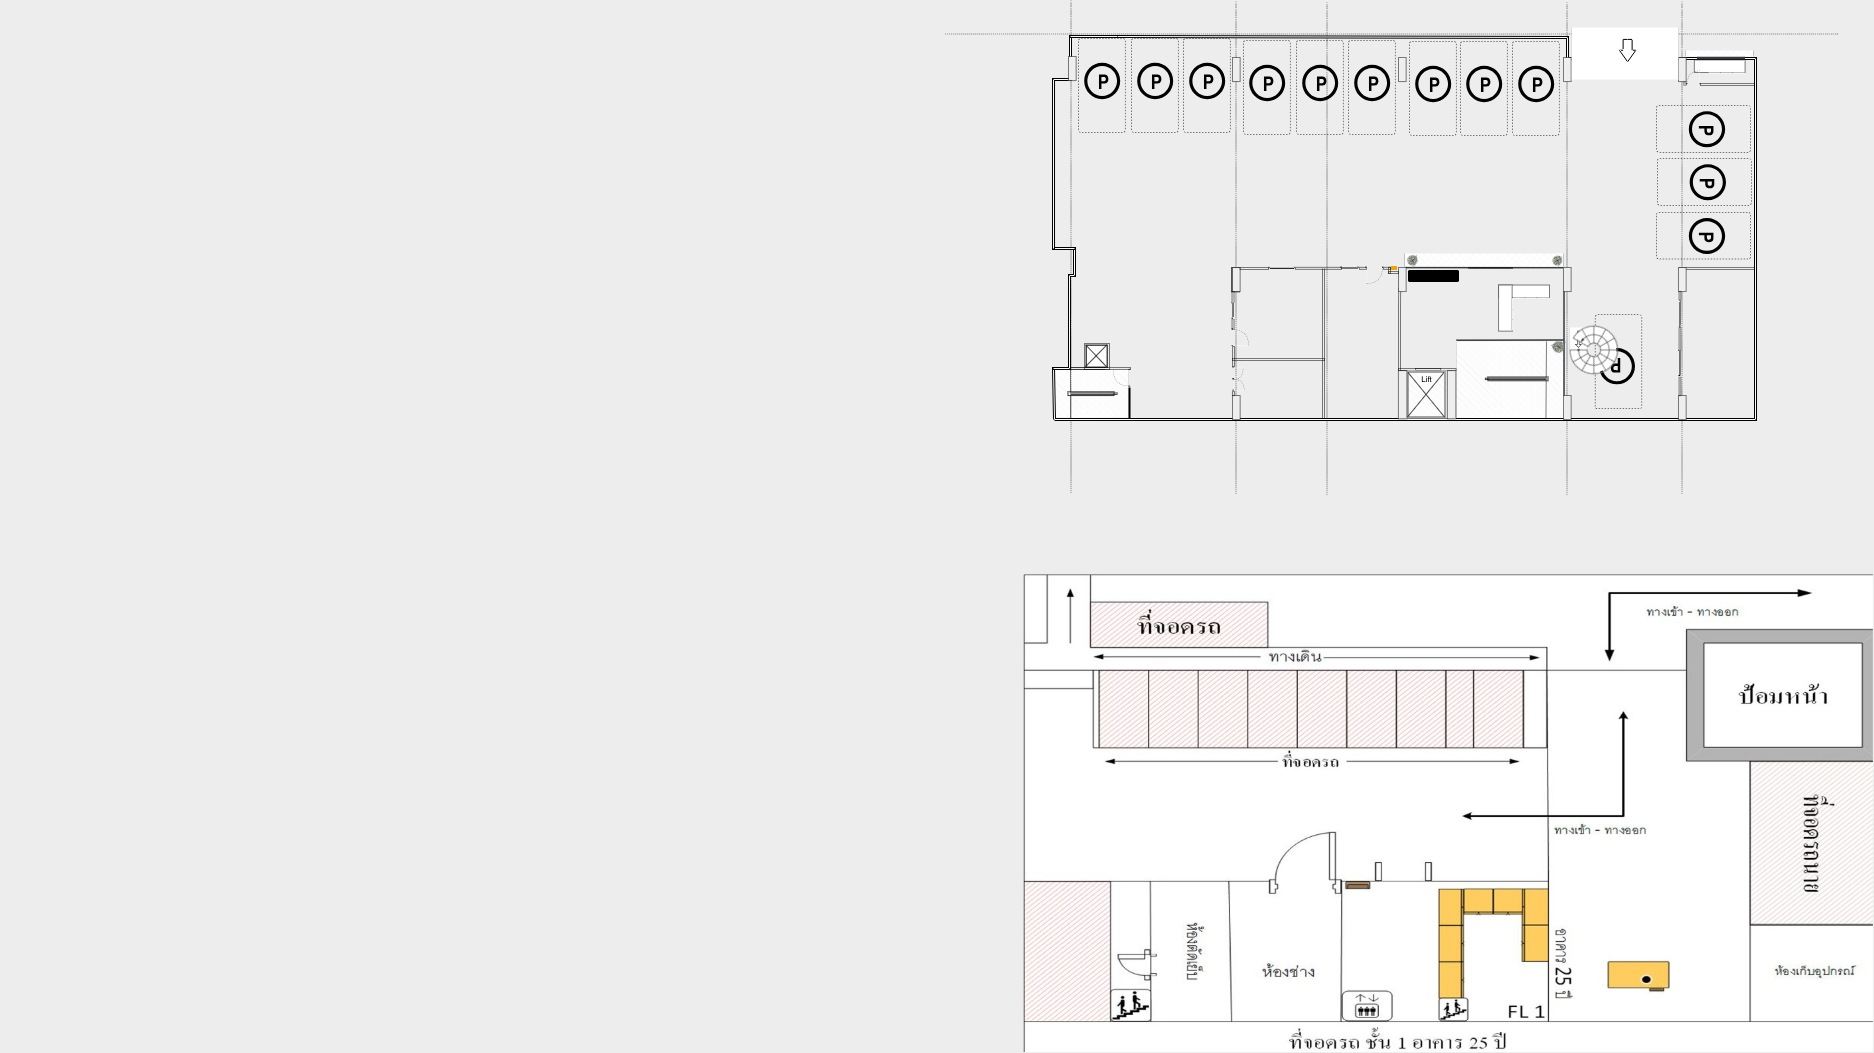 P P P P P P P P P
P
P
P
Lift
P
ที่จอดรถ
ทางเข้า - ทางออก
ทางเดิน
ป้อมหน้า
ที่จอดรถ
ทางเข้า - ทางออก
ที่จอดรถนาย
ห้องตัดเย็บ
ห้องช่าง
อาคาร 25 ปี
ห้องเก็บอุปกรณ์
FL 1
ที่จอดรถ ชั้น 1 อาคาร 25 ปี